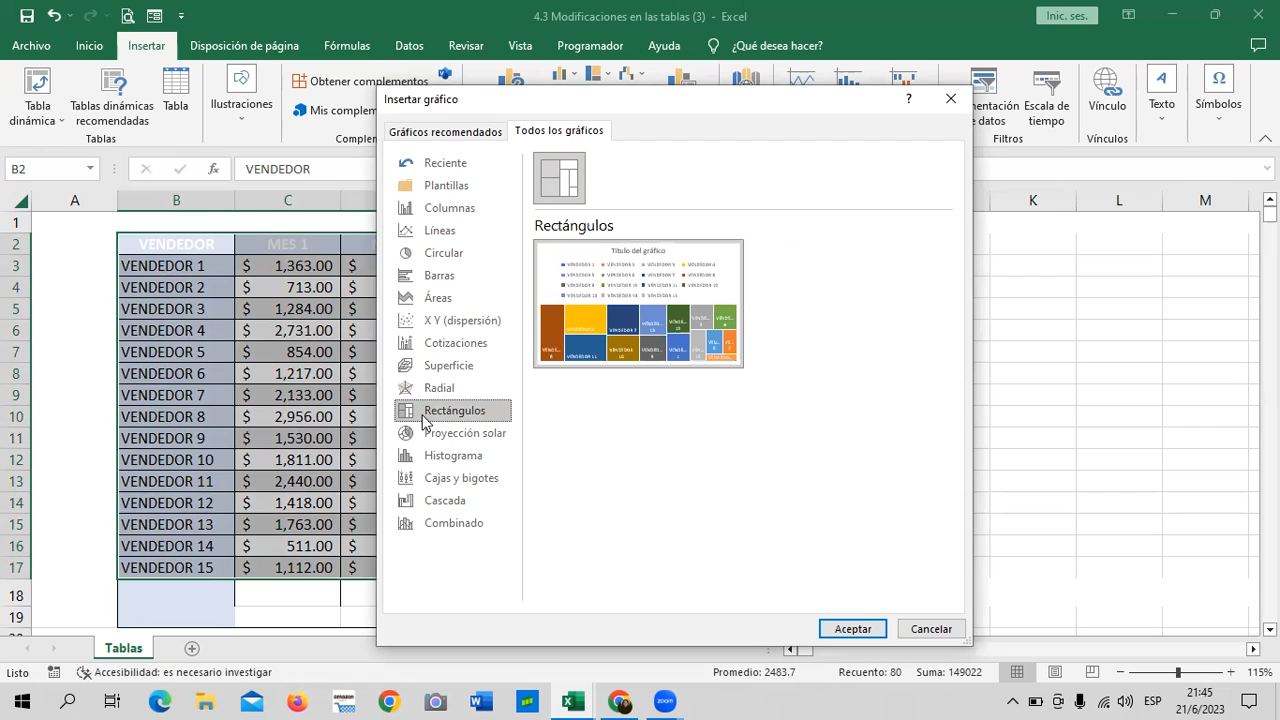 4.3 Modificaciones en las tablas (3) - Excel
Inic. ses.
Archivo Inicio Insertar Disposición de página Fórmulas Datos Revisar Vista Programador Ayuda ¿Qué desea hacer?
Tabla dinámica
Tablas dinámicas recomendadas
Tabla
Tablas
Ilustraciones
Obtener complementos
Mis complem
Complem
de datos
Escala de tiempo
Filtros
Vínculo
Vínculos
Texto
Símbolos
B2
VENDEDOR
Insertar gráfico
Gráficos recomendados
Todos los gráficos
Reciente
Plantillas
Columnas
Líneas
Circular
Barras
Áreas
X Y (dispersión)
Cotizaciones
Superficie
Radial
Rectángulos
Proyección solar
Histograma
Cajas y bigotes
Cascada
Combinado
Rectángulos
Título del gráfico
Aceptar
Cancelar
A B C K L M
1
2 VENDEDOR MES 1
3 VENDEDOR 1 $ 1,363.00 $
4 VENDEDOR 2 $ 713.00 $
5 VENDEDOR 3 $ 1,284.00 $
6 VENDEDOR 4 $ 2,731.00 $
7 VENDEDOR 5 $ 854.00 $
8 VENDEDOR 6 $ 1,217.00 $
9 VENDEDOR 7 $ 2,133.00 $
10 VENDEDOR 8 $ 2,956.00 $
11 VENDEDOR 9 $ 1,530.00 $
12 VENDEDOR 10 $ 1,811.00 $
13 VENDEDOR 11 $ 2,440.00 $
14 VENDEDOR 12 $ 1,418.00 $
15 VENDEDOR 13 $ 1,763.00 $
16 VENDEDOR 14 $ 511.00 $
17 VENDEDOR 15 $ 1,112.00 $
18
19
Tablas
Listo Accesibilidad: es necesario investigar Promedio: 2483.7 Recuento: 80 Suma: 149022 115%
amazon
zoom
ESP
21:45
21/6/2023